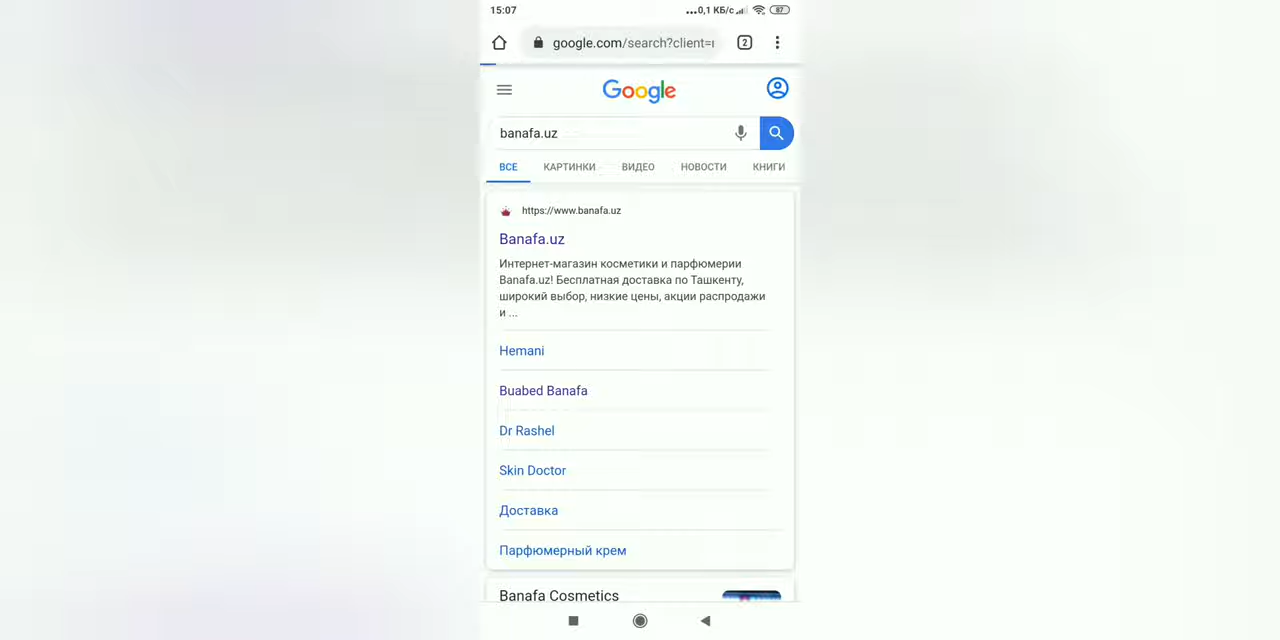 15:07
...0,1 КБ/с
87
google.com/search?client=
2
Google
banafa.uz
ВСЕ
КАРТИНКИ
ВИДЕО
НОВОСТИ
КНИГИ
https://www.banafa.uz
Banafa.uz
Интернет-магазин косметики и парфюмерии
Banafa.uz! Бесплатная доставка по Ташкенту,
широкий выбор, низкие цены, акции распродажи
и ...
Hemani
Buabed Banafa
Dr Rashel
Skin Doctor
Доставка
Парфюмерный крем
Banafa Cosmetics